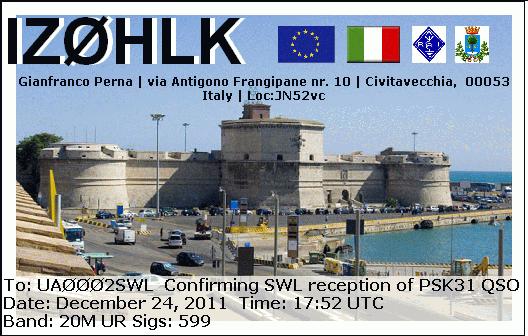 IZØHLK
Gianfranco Perna | via Antigono Frangipane nr. 10 | Civitavecchia, 00053
Italy | Loc:JN52vc
To: UAØØØ2SWL Confirming SWL reception of PSK31 QSO
Date: December 24, 2011 Time: 17:52 UTC
Band: 20M UR Sigs: 599